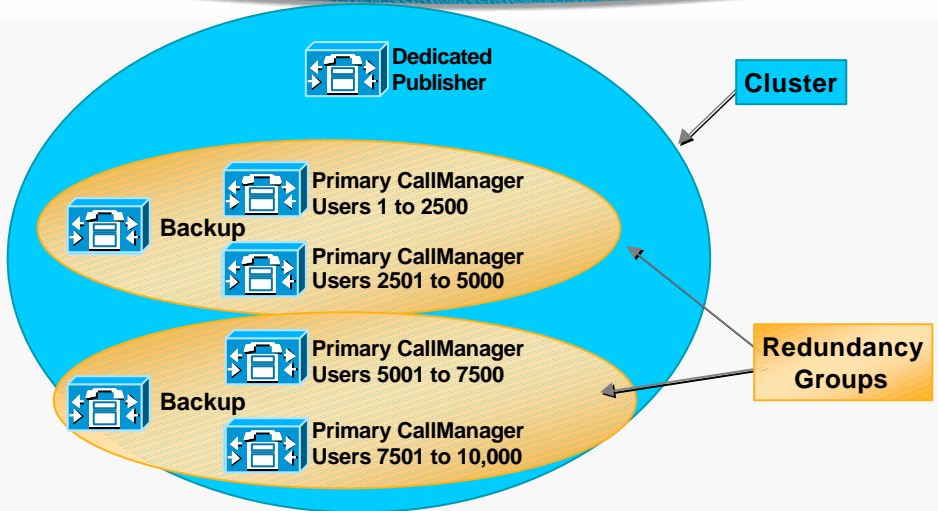 Dedicated
Publisher
Cluster
Primary CallManager
Users 1 to 2500
Backup
Primary CallManager
Users 2501 to 5000
Redundancy
Groups
Primary CallManager
Users 5001 to 7500
Backup
Primary CallManager
Users 7501 to 10,000